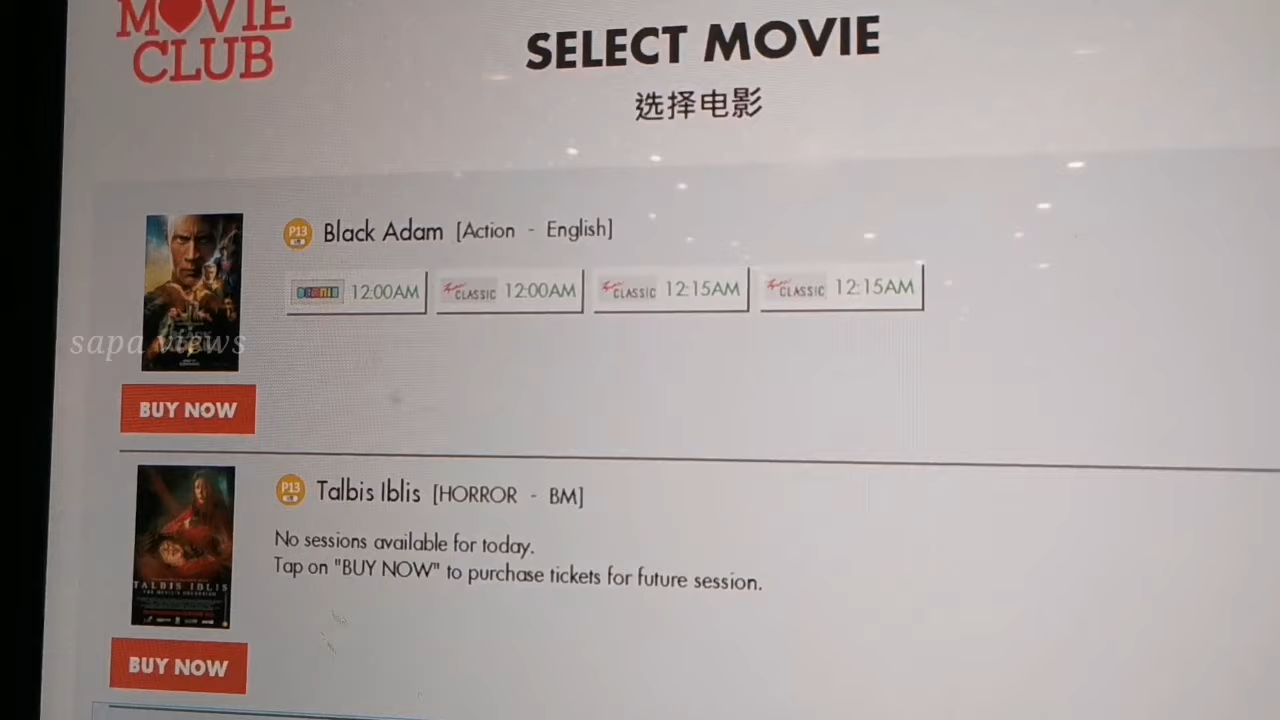 MOVIE
CLUB
SELECT MOVIE
选择电影
P13
Black Adam [Action - English]
BEANIE 12:00AM
CLASSIC 12:00AM
CLASSIC 12:15AM
CLASSIC 12:15AM
sapa views
BUY NOW
P13
Talbis Iblis [HORROR - BM]
No sessions available for today.
Tap on "BUY NOW" to purchase tickets for future session.
TALBIS IBLIS
BUY NOW